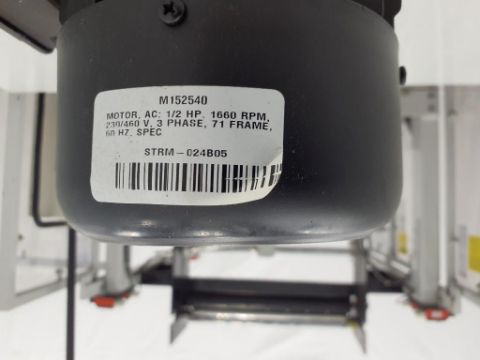 M152540
MOTOR, AC: 1/2 HP. 1660 RPM,
230/460 V, 3 PHASE, 71 FRAME,
60 HZ, SPEC
STRM-024B05